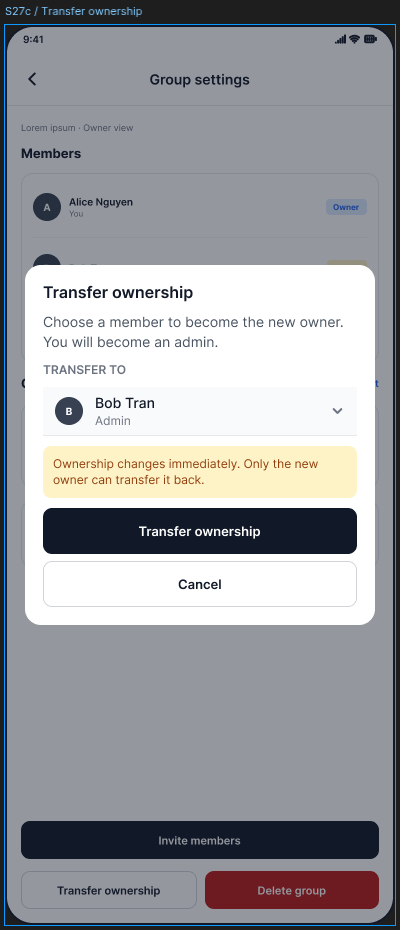 S27c / Transfer ownership
9:41
Group settings
Lorem ipsum · Owner view
Members
A
Alice Nguyen
You
Owner
Transfer ownership
Choose a member to become the new owner.
You will become an admin.
TRANSFER TO
B
Bob Tran
Admin
Ownership changes immediately. Only the new
owner can transfer it back.
Transfer ownership
Cancel
Invite members
Transfer ownership
Delete group